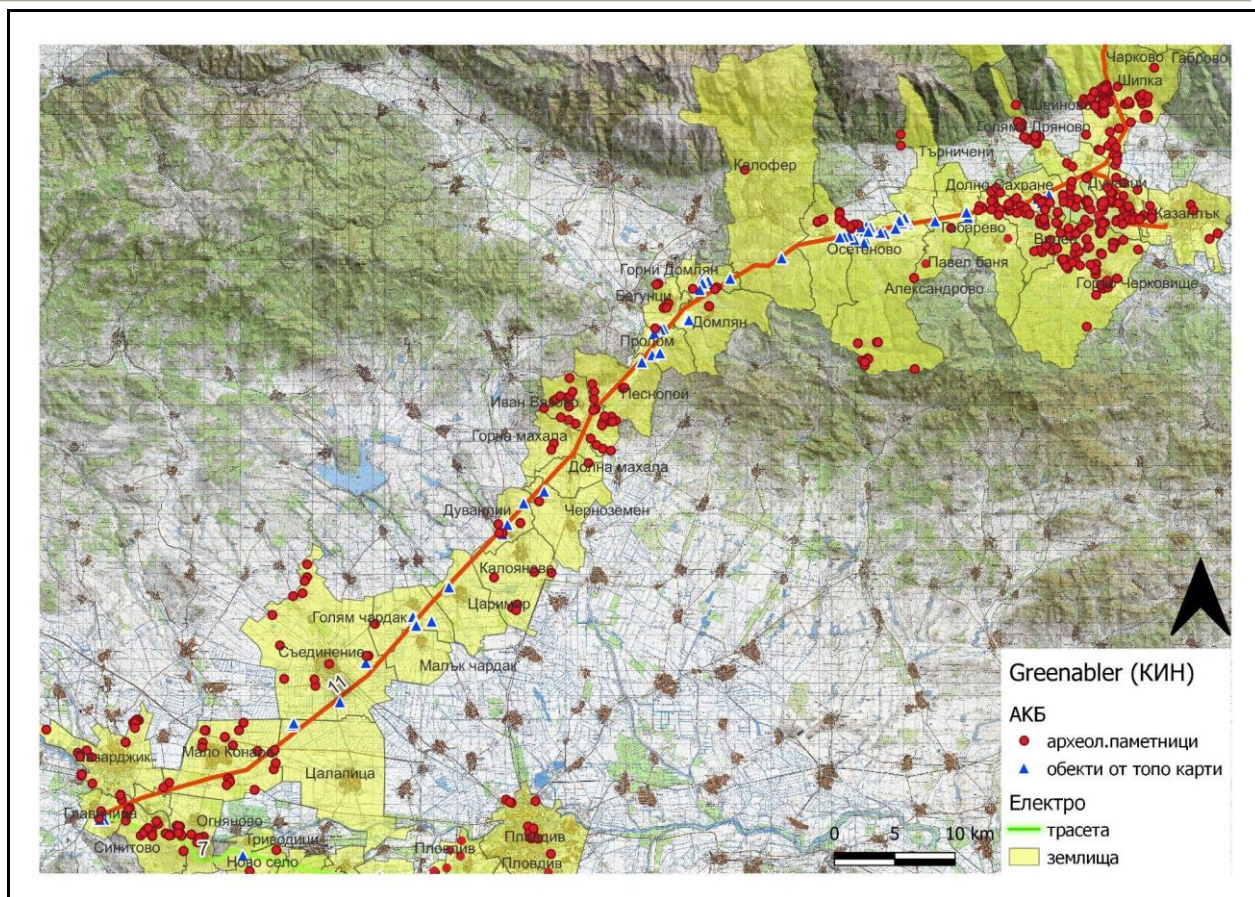 Чарково Габрово
Шипка
Шейново
Голямо Дряново
Търничени
Калофер
Долно Сахране
Дунавци
Казанлък
Габарево
Осетеново
Павел баня
Горно Черковище
Александрово
Горни Домлян
Бегунци
Домлян
Пролом
Песнопой
Иван Вазово
Горна махала
Долна махала
Дуванлии
Черноземен
Калояново
Царимир
Голям чардак
Съединение
Малък чардак
11
Мало Конаре
Цалапица
Огняново
Синитово
Триводици
7
Ново село
Пловдив
Пловдив
Пловдив
0 5 10 km
Greenabler (КИН)
АКБ
археол.паметници
обекти от топо карти
Електро
трасета
землища